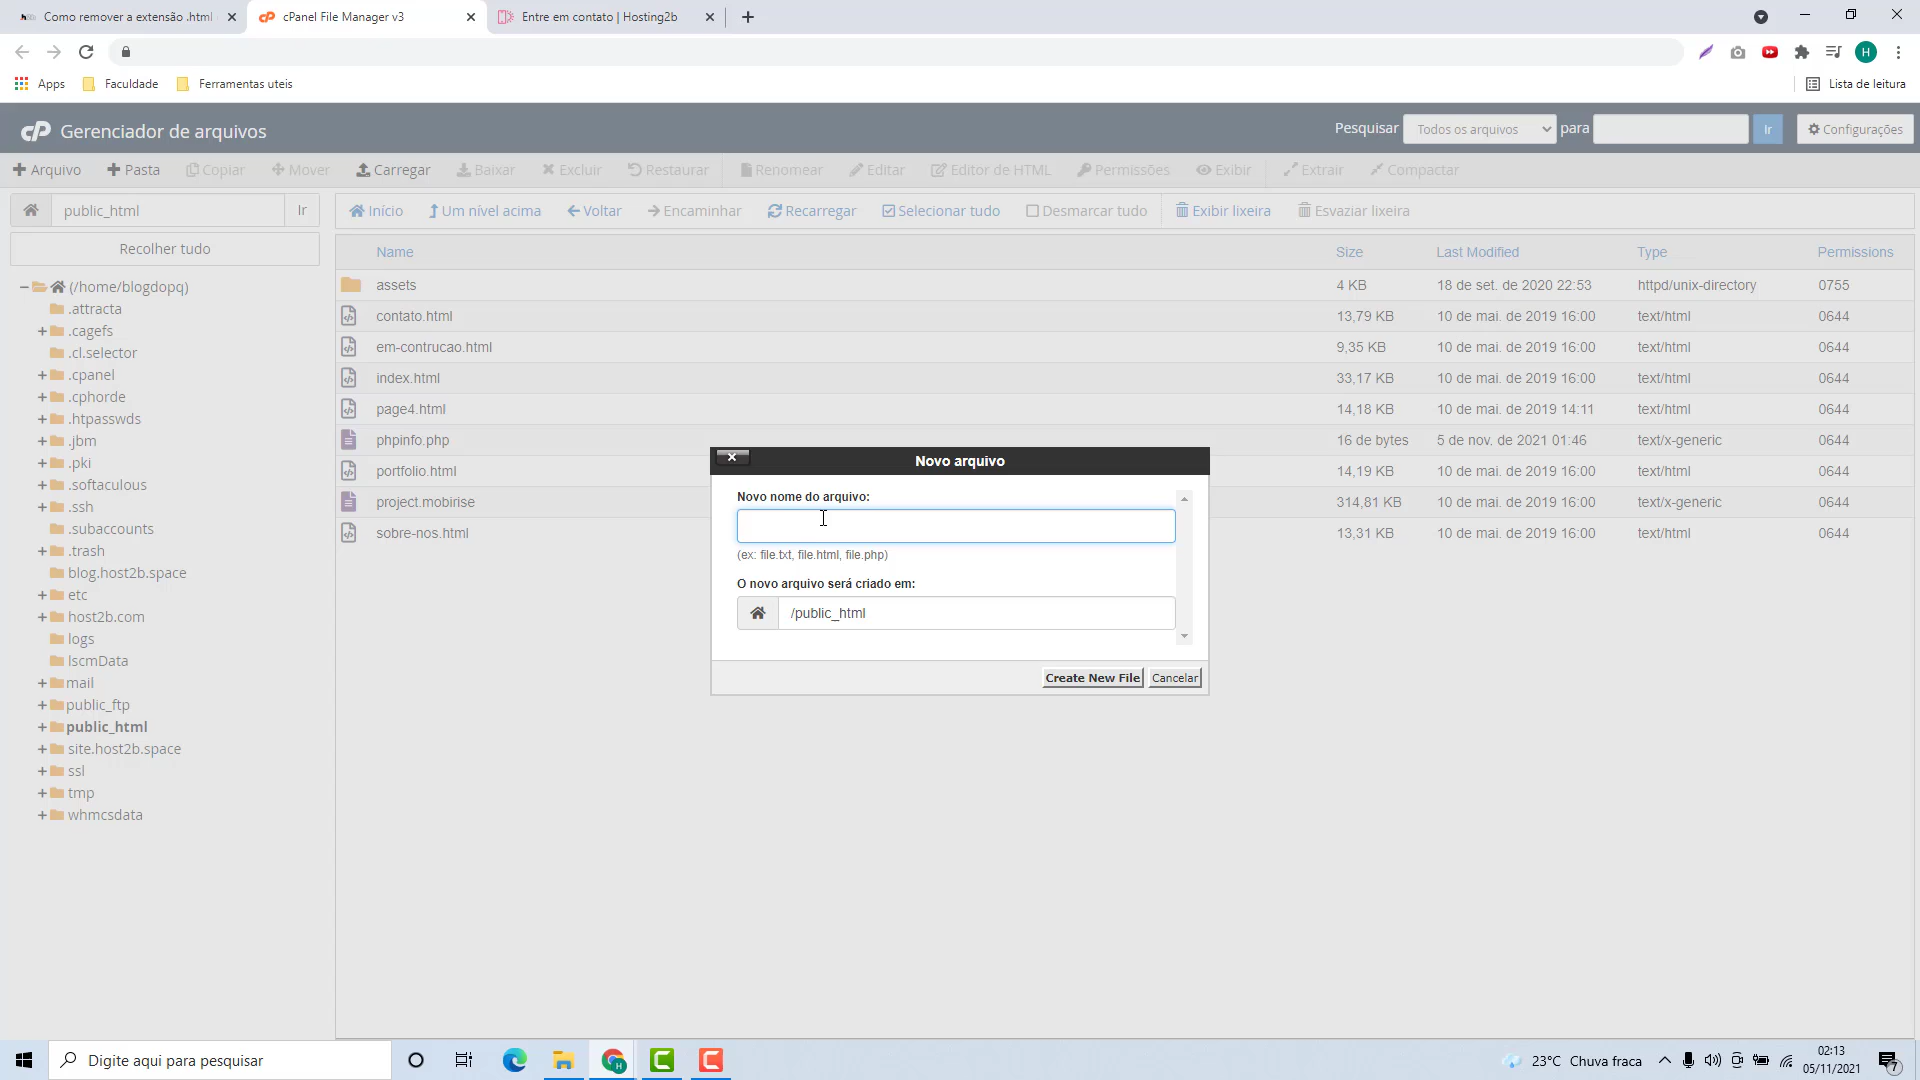 Como remover a extensão .html
cPanel File Manager v3
Entre em contato | Hosting2b
Apps
Faculdade
Ferramentas uteis
Lista de leitura
H
cP
Gerenciador de arquivos
Pesquisar
Todos os arquivos
para
Ir
Configurações
Arquivo
Pasta
Copiar
Mover
Carregar
Baixar
Excluir
Restaurar
Renomear
Editar
Editor de HTML
Permissões
Exibir
Extrair
Compactar
public_html
Ir
Início
Um nível acima
Voltar
Encaminhar
Recarregar
Selecionar tudo
Desmarcar tudo
Exibir lixeira
Esvaziar lixeira
Recolher tudo
(/home/blogdopq)
.attracta
.cagefs
.cl.selector
.cpanel
.cphorde
.htpasswds
.jbm
.pki
.softaculous
.ssh
.subaccounts
.trash
blog.host2b.space
etc
host2b.com
logs
lscmData
mail
public_ftp
public_html
site.host2b.space
ssl
tmp
whmcsdata
Name Size Last Modified Type Permissions
assets 4 KB 18 de set. de 2020 22:53 httpd/unix-directory 0755
contato.html 13,79 KB 10 de mai. de 2019 16:00 text/html 0644
em-contrucao.html 9,35 KB 10 de mai. de 2019 16:00 text/html 0644
index.html 33,17 KB 10 de mai. de 2019 16:00 text/html 0644
page4.html 14,18 KB 10 de mai. de 2019 14:11 text/html 0644
phpinfo.php 16 de bytes 5 de nov. de 2021 01:46 text/x-generic 0644
portfolio.html 14,19 KB 10 de mai. de 2019 16:00 text/html 0644
project.mobirise 314,81 KB 10 de mai. de 2019 16:00 text/x-generic 0644
sobre-nos.html 13,31 KB 10 de mai. de 2019 16:00 text/html 0644
Novo arquivo
Novo nome do arquivo:
(ex: file.txt, file.html, file.php)
O novo arquivo será criado em:
/public_html
Create New File
Cancelar
Digite aqui para pesquisar
23°C Chuva fraca
02:13
05/11/2021
7